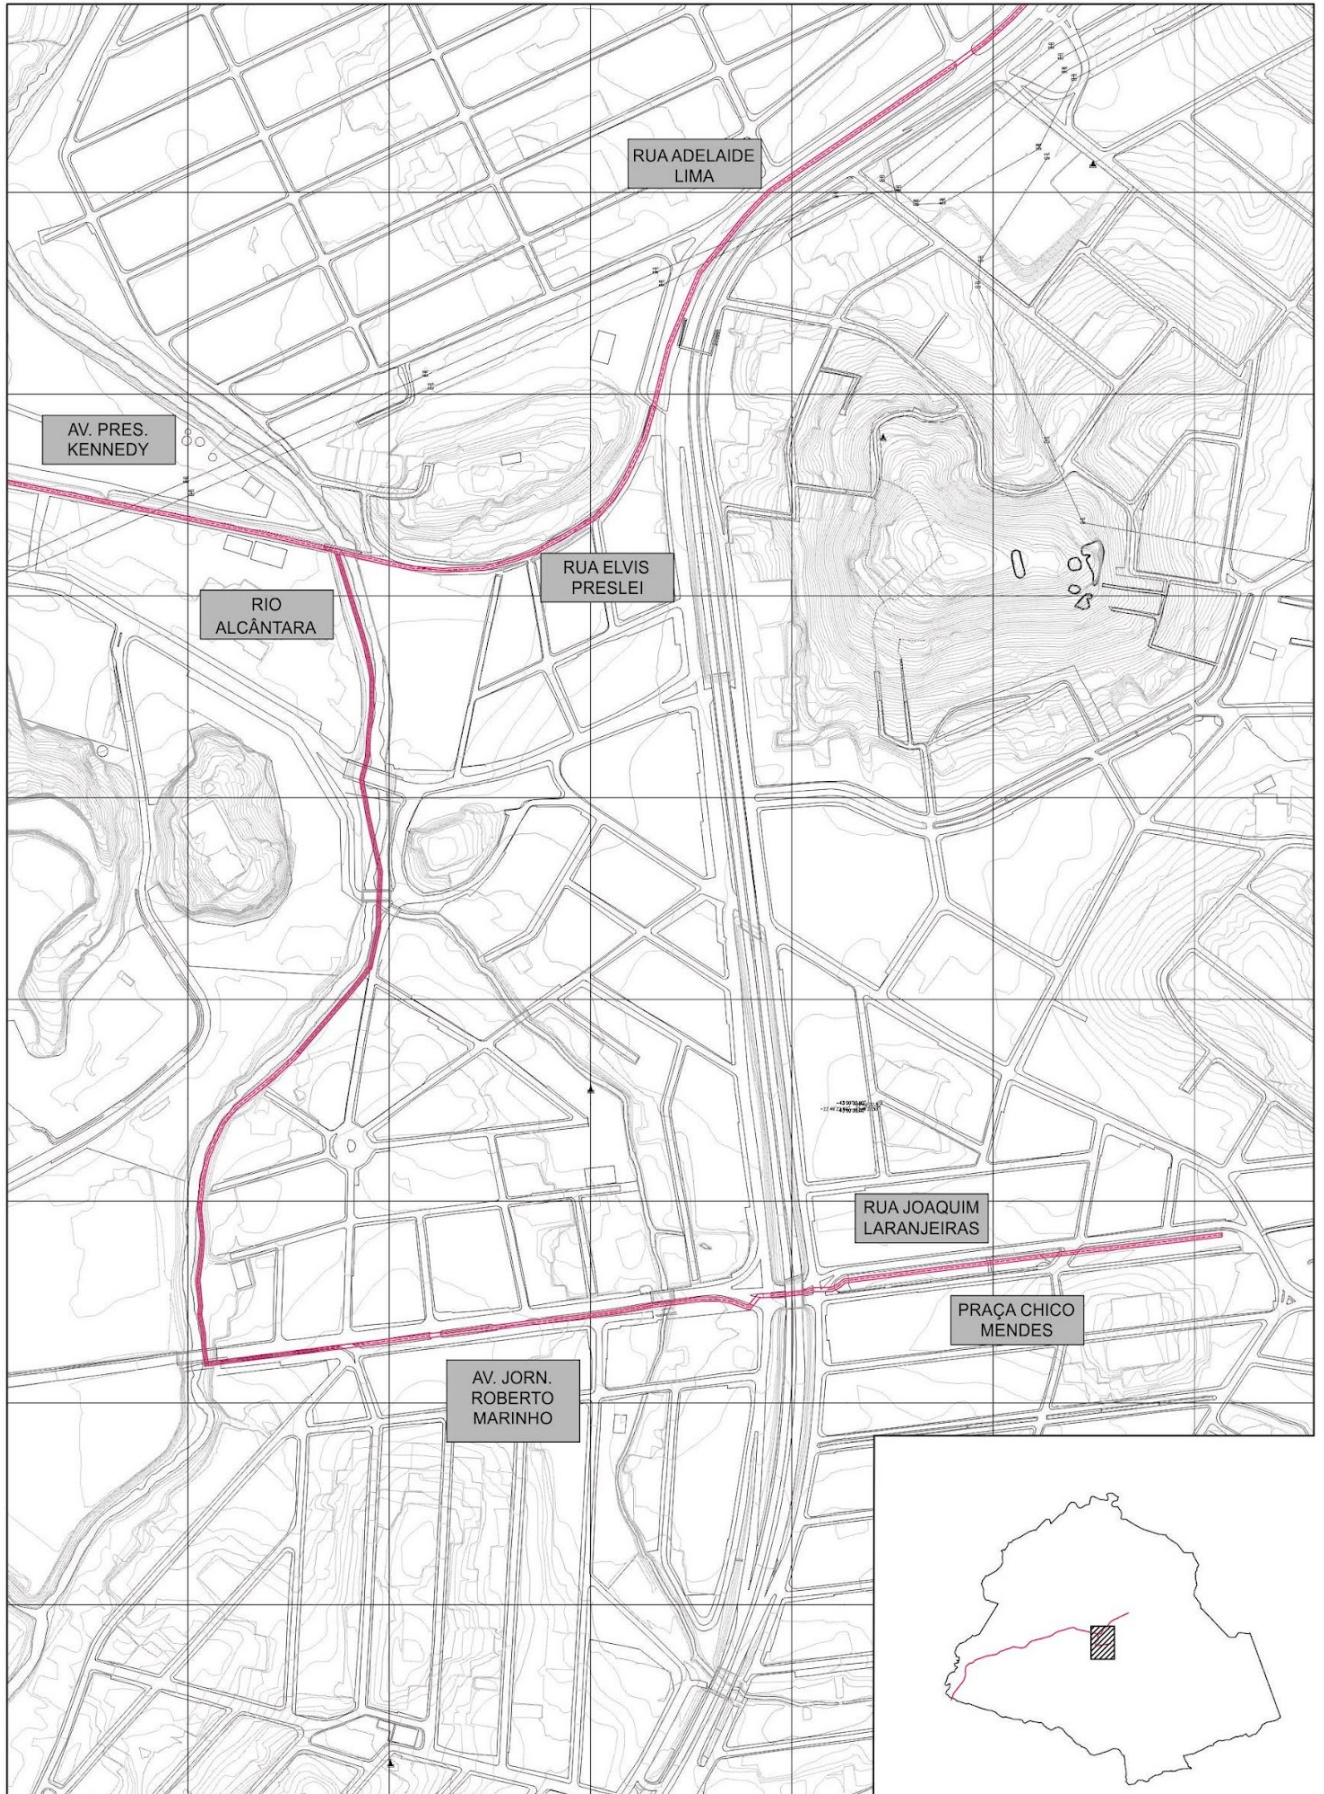 RUA ADELAIDE
LIMA
AV. PRES.
KENNEDY
RUA ELVIS
PRESLEI
RIO
ALCÂNTARA
RUA JOAQUIM
LARANJEIRAS
PRAÇA CHICO
MENDES
AV. JORN.
ROBERTO
MARINHO